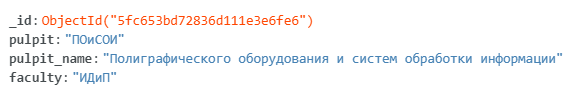 _id: ObjectId("5fc653bd72836d111e3e6fe6")
pulpit: "ПОиСОИ"
pulpit_name: "Полиграфического оборудования и систем обработки информации"
faculty: "ИДиП"